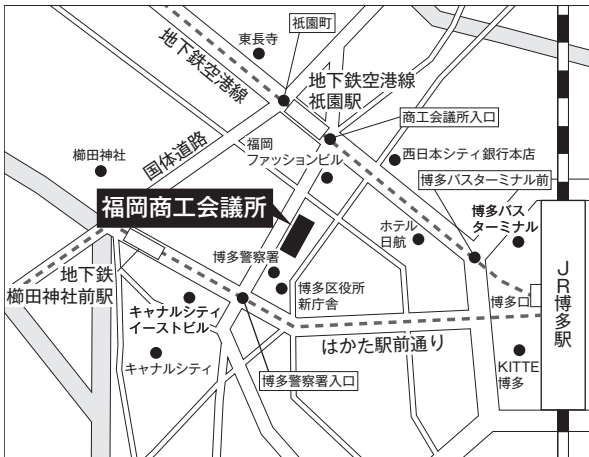 祇園町
東長寺
地下鉄空港線
地下鉄空港線
祇園駅
商工会議所入口
国体道路
福岡
ファッションビル
西日本シティ銀行本店
櫛田神社
博多バスターミナル前
福岡商工会議所
博多バス
ターミナル
ホテル
日航
地下鉄
櫛田神社前駅
博多警察署
博多区役所
新庁舎
博多口
JR博多駅
キャナルシティ
イーストビル
はかた駅前通り
キャナルシティ
博多警察署入口
KITTE
博多